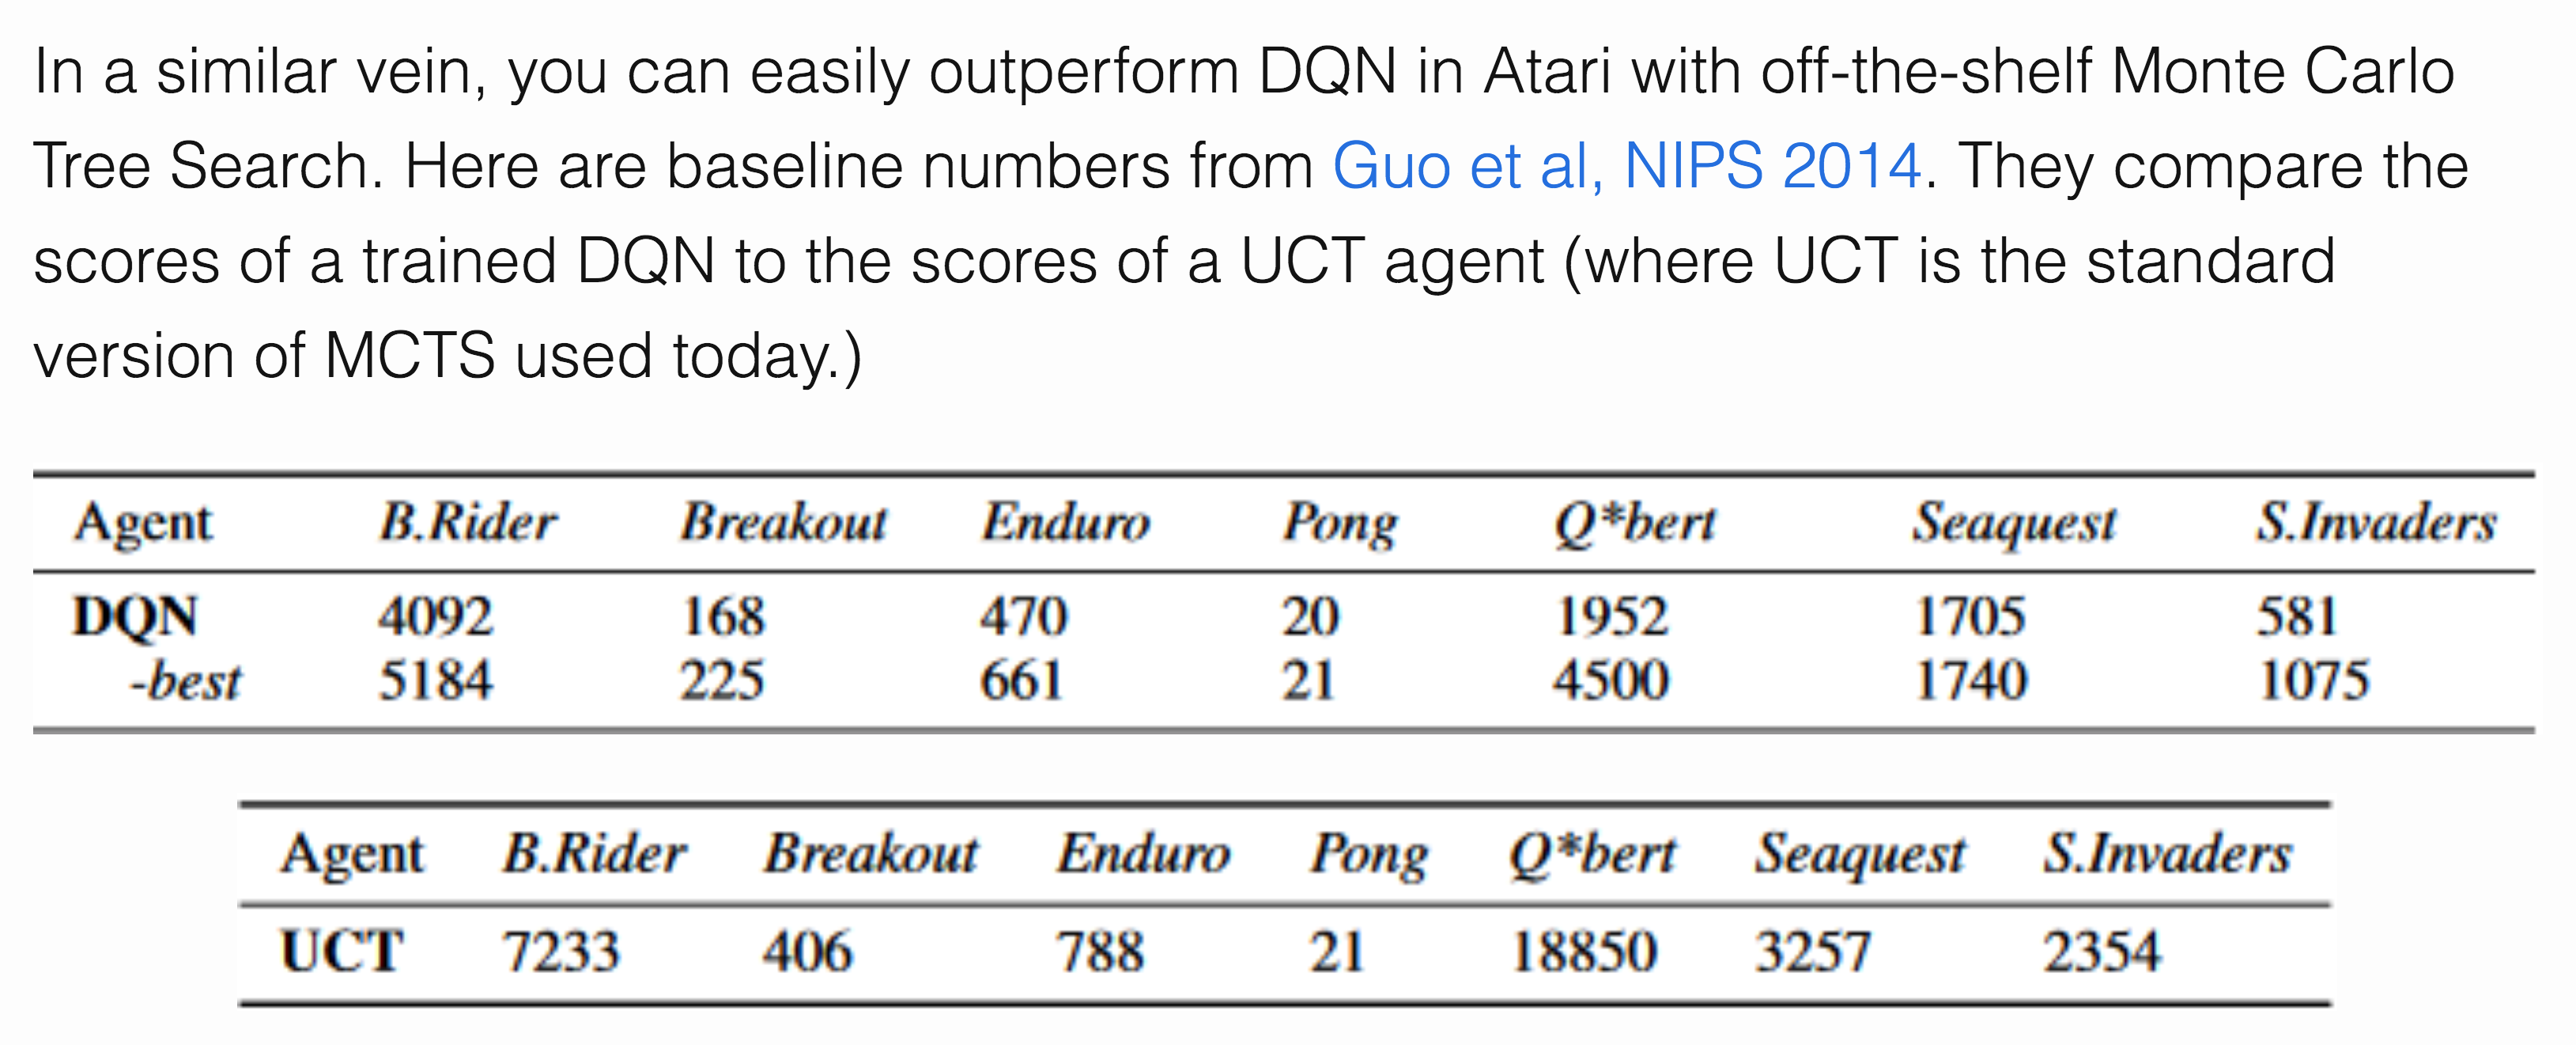 In a similar vein, you can easily outperform DQN in Atari with off-the-shelf Monte Carlo
Tree Search. Here are baseline numbers from Guo et al, NIPS 2014. They compare the
scores of a trained DQN to the scores of a UCT agent (where UCT is the standard
version of MCTS used today.)
Agent B.Rider Breakout Enduro Pong Q*bert Seaquest S.Invaders
DQN 4092 168 470 20 1952 1705 581
-best 5184 225 661 21 4500 1740 1075
Agent B.Rider Breakout Enduro Pong Q*bert Seaquest S.Invaders
UCT 7233 406 788 21 18850 3257 2354